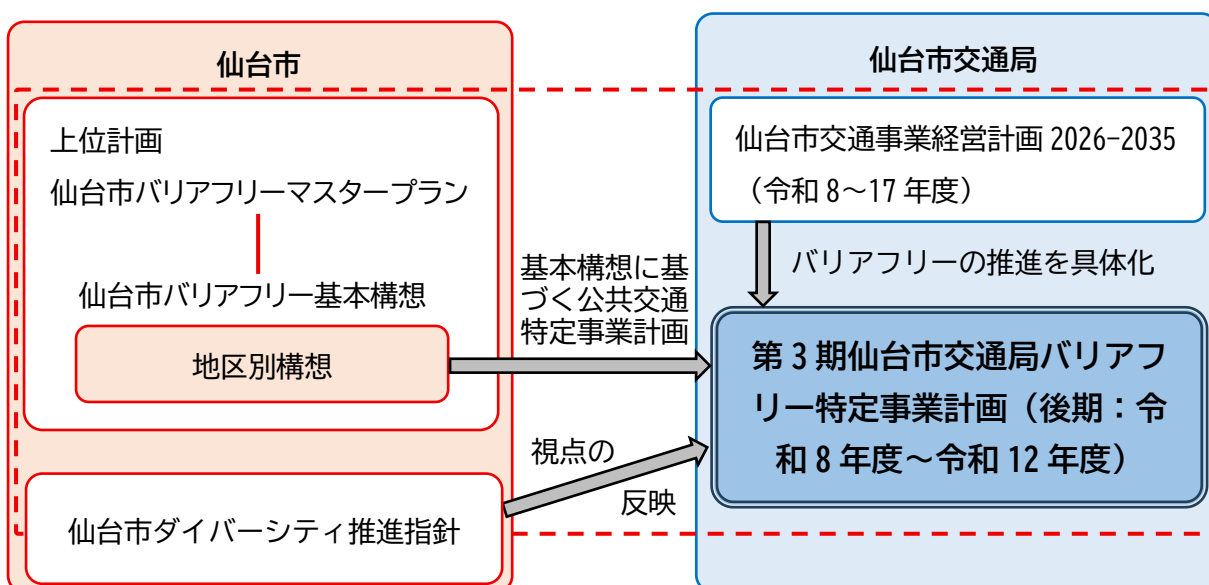 仙台市
上位計画
仙台市バリアフリーマスタープラン
仙台市バリアフリー基本構想
地区別構想
仙台市ダイバーシティ推進指針
基本構想に基
づく公共交通
特定事業計画
視点の
反映
仙台市交通局
仙台市交通事業経営計画 2026-2035
（令和 8～17 年度）
バリアフリーの推進を具体化
第 3 期仙台市交通局バリアフ
リー特定事業計画（後期：令
和 8 年度～令和 12 年度）